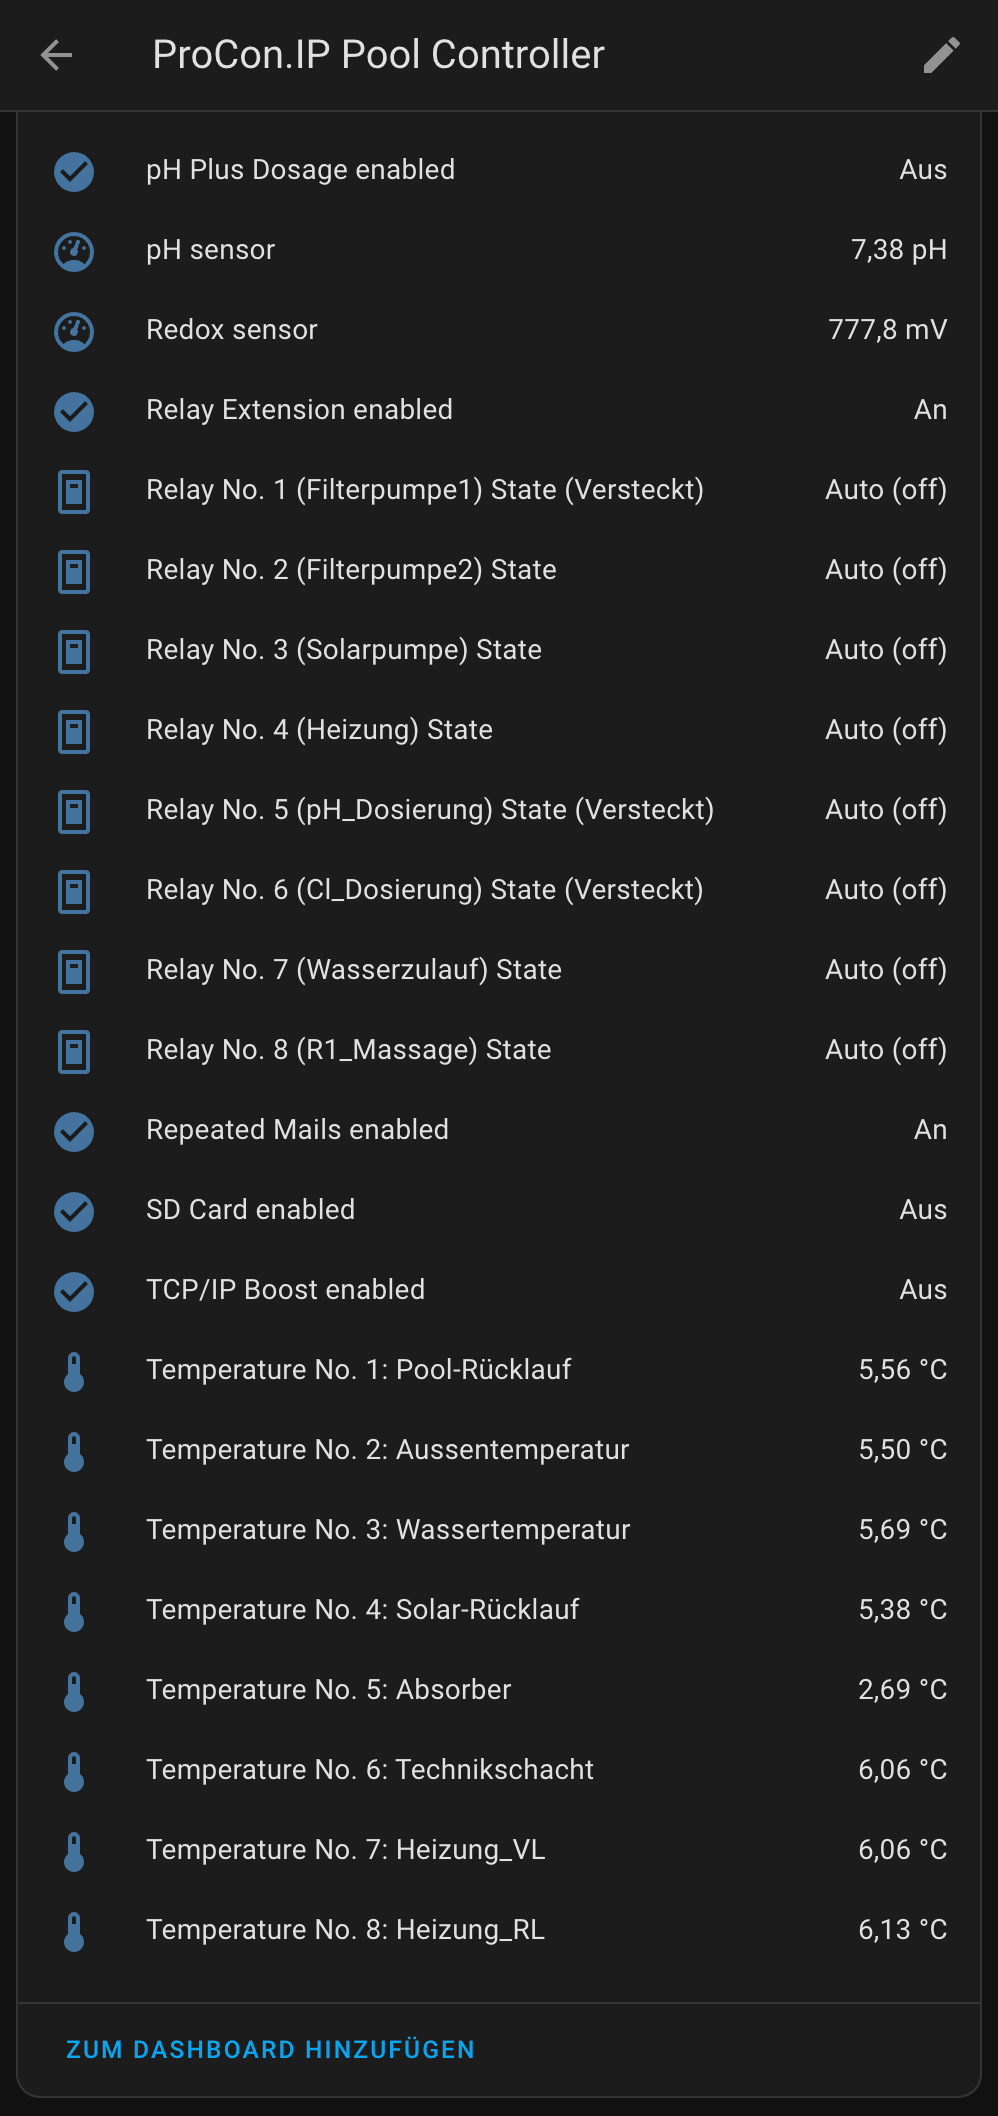 ProCon.IP Pool Controller
pH Plus Dosage enabled Aus
pH sensor 7,38 pH
Redox sensor 777,8 mV
Relay Extension enabled An
Relay No. 1 (Filterpumpe1) State (Versteckt) Auto (off)
Relay No. 2 (Filterpumpe2) State Auto (off)
Relay No. 3 (Solarpumpe) State Auto (off)
Relay No. 4 (Heizung) State Auto (off)
Relay No. 5 (pH_Dosierung) State (Versteckt) Auto (off)
Relay No. 6 (Cl_Dosierung) State (Versteckt) Auto (off)
Relay No. 7 (Wasserzulauf) State Auto (off)
Relay No. 8 (R1_Massage) State Auto (off)
Repeated Mails enabled An
SD Card enabled Aus
TCP/IP Boost enabled Aus
Temperature No. 1: Pool-Rücklauf 5,56 °C
Temperature No. 2: Aussentemperatur 5,50 °C
Temperature No. 3: Wassertemperatur 5,69 °C
Temperature No. 4: Solar-Rücklauf 5,38 °C
Temperature No. 5: Absorber 2,69 °C
Temperature No. 6: Technikschacht 6,06 °C
Temperature No. 7: Heizung_VL 6,06 °C
Temperature No. 8: Heizung_RL 6,13 °C
ZUM DASHBOARD HINZUFÜGEN